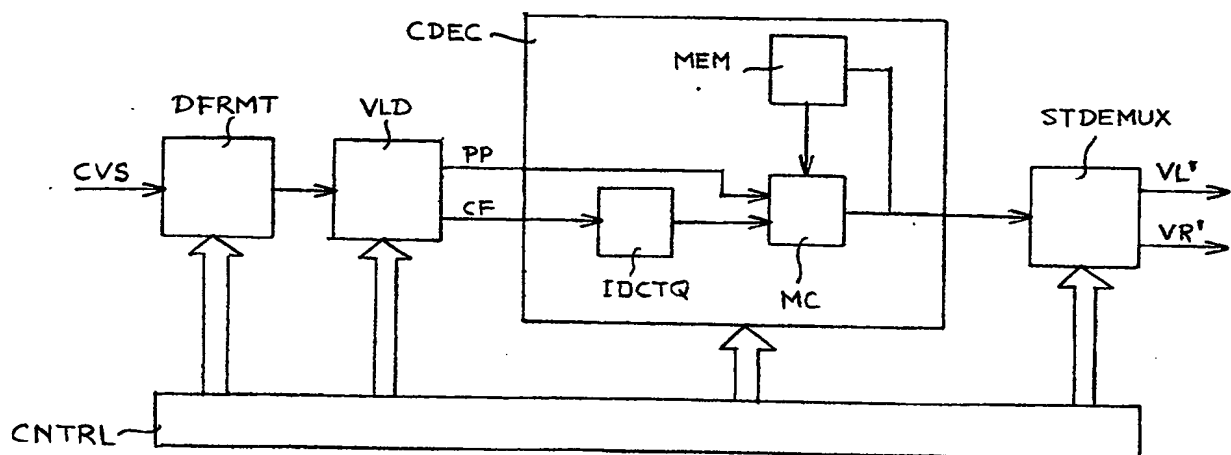 CDEC
MEM
DFRMT
VLD
STDEMUX
CVS
PP
VL'
CF
VR'
IDCTQ
MC
CNTRL